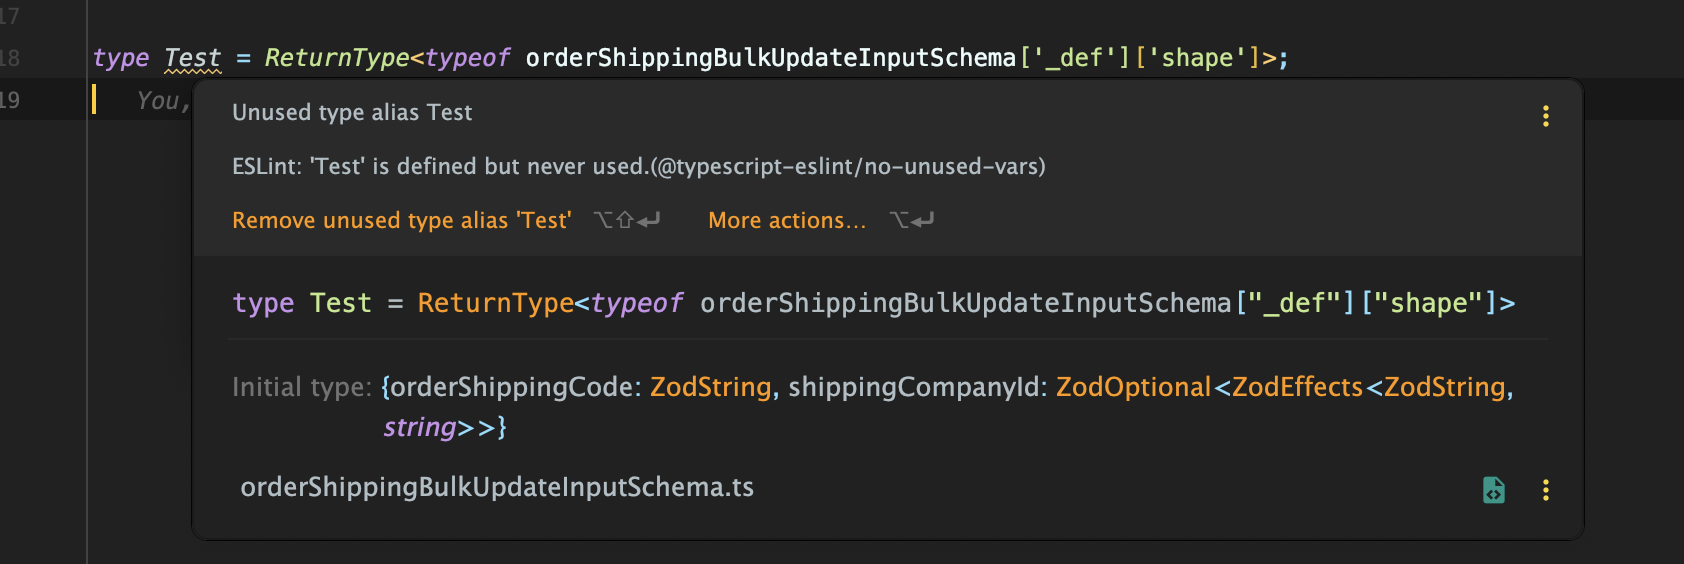 17
18 type Test = ReturnType<typeof orderShippingBulkUpdateInputSchema['_def']['shape']>;
19 You,
Unused type alias Test
ESLint: 'Test' is defined but never used.(@typescript-eslint/no-unused-vars)
Remove unused type alias 'Test' ⌥⇧↩ More actions... ⌥↩
type Test = ReturnType<typeof orderShippingBulkUpdateInputSchema["_def"]["shape"]>
Initial type: {orderShippingCode: ZodString, shippingCompanyId: ZodOptional<ZodEffects<ZodString,
string>>}
orderShippingBulkUpdateInputSchema.ts